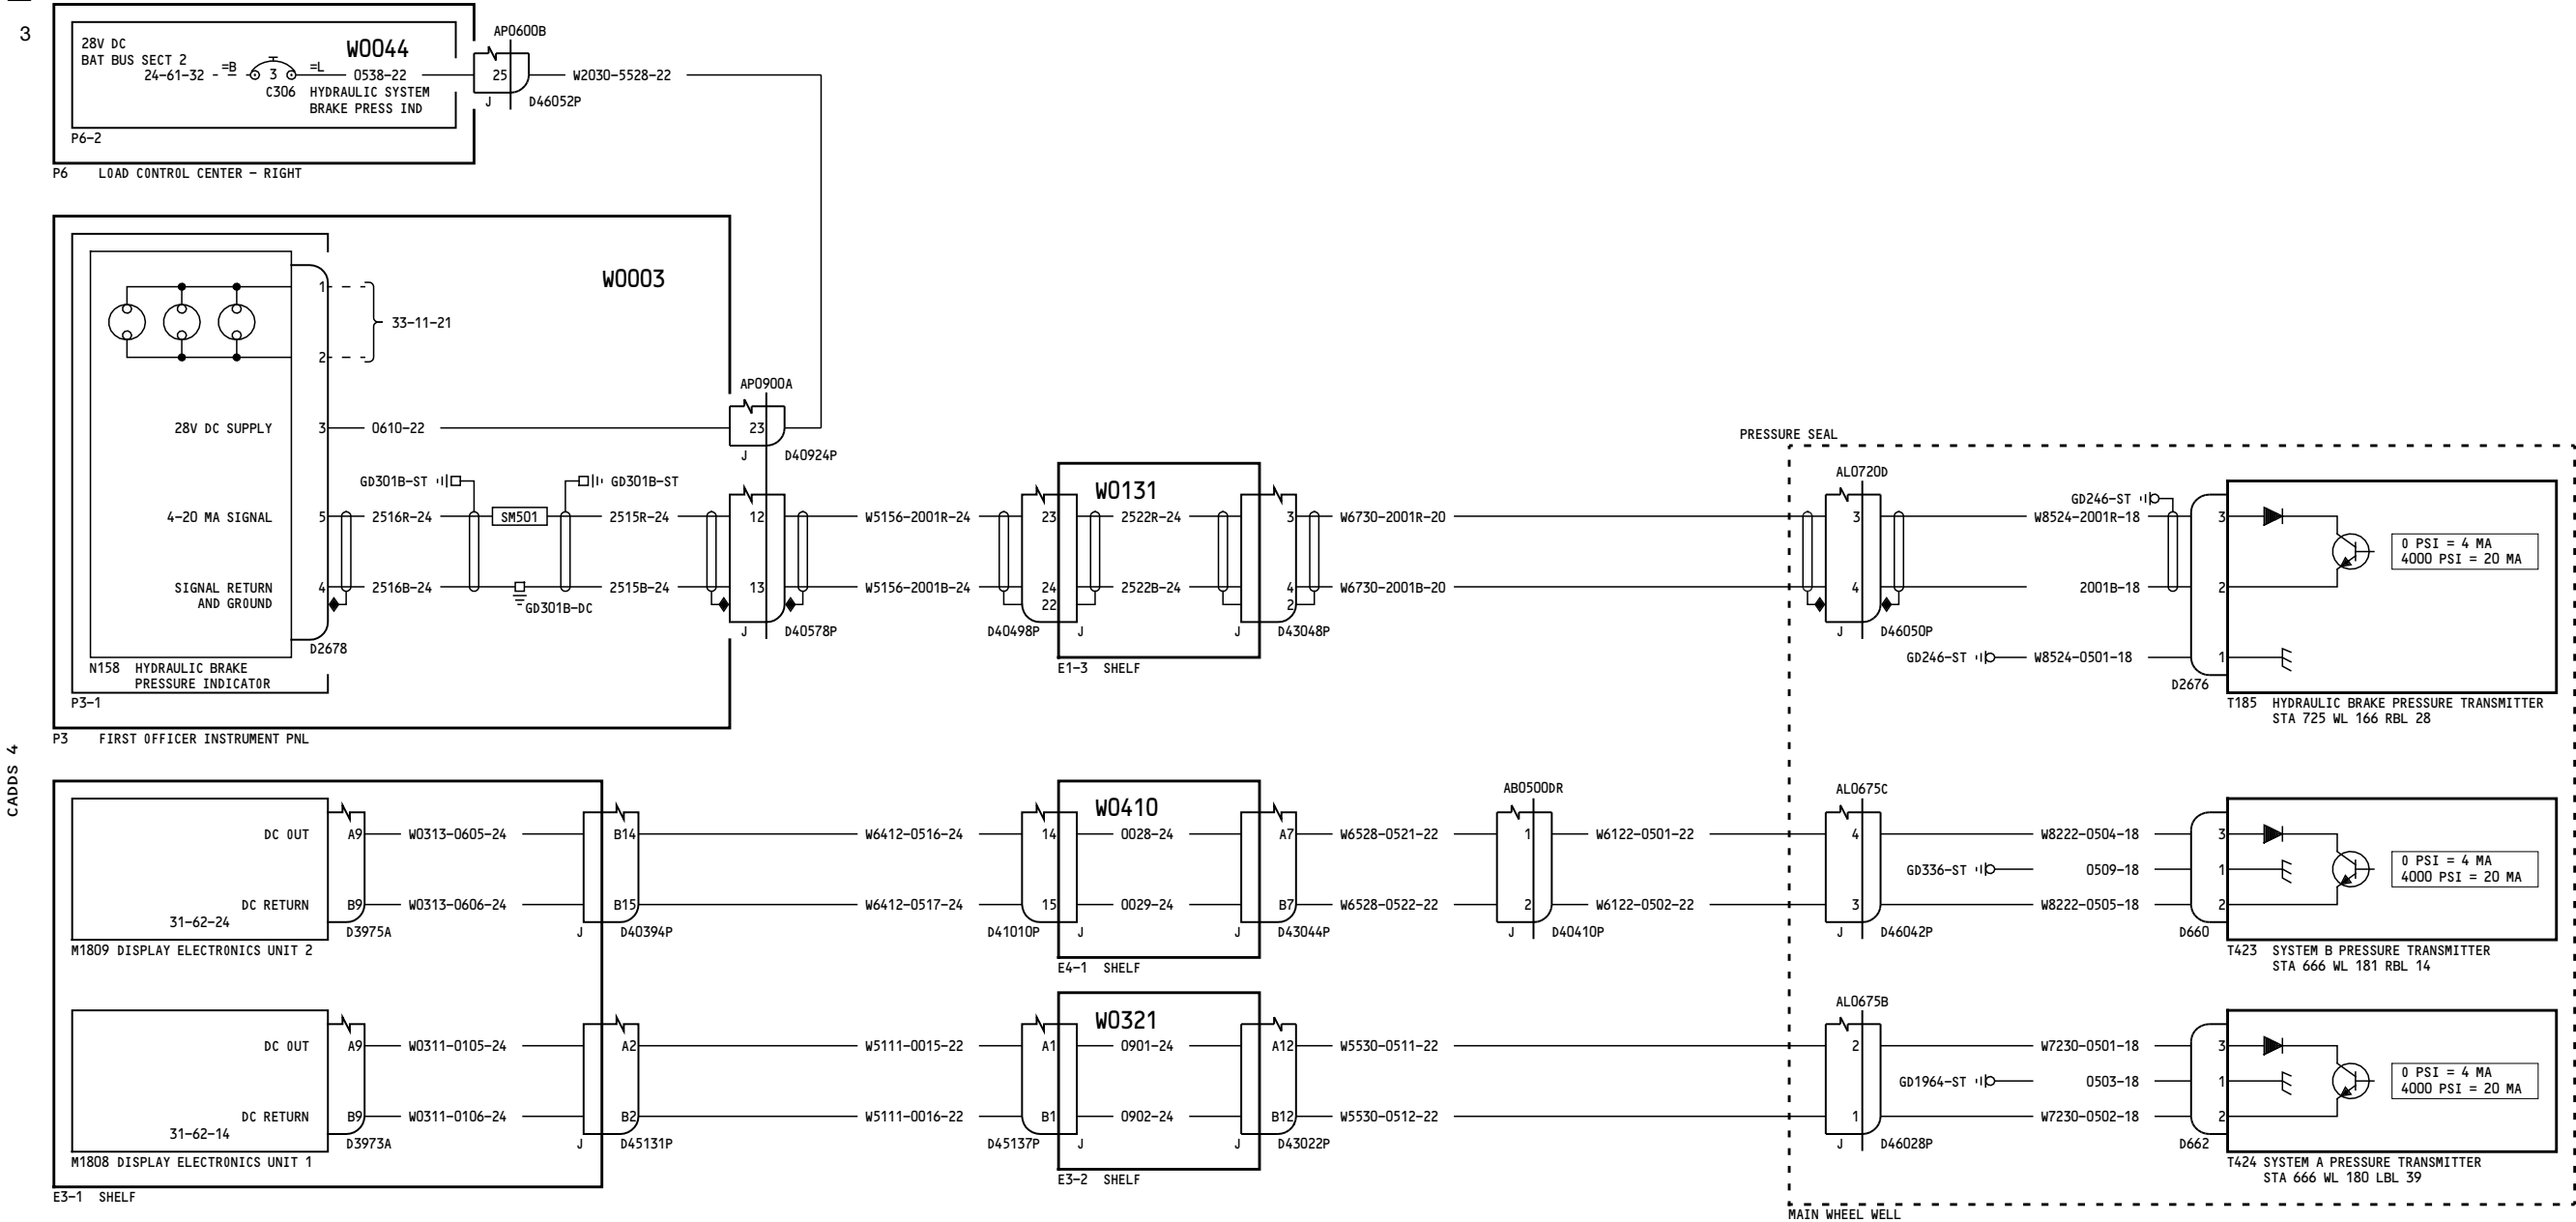 3
28V DC
BAT BUS SECT 2
24-61-32
=B
3
=L
C306
W0044
0538-22
HYDRAULIC SYSTEM
BRAKE PRESS IND
P6-2
P6 LOAD CONTROL CENTER - RIGHT
AP0600B
25
J
D46052P
W2030-5528-22
W0003
1
2
33-11-21
28V DC SUPPLY
3
0610-22
AP0900A
23
J
D40924P
GD301B-ST
GD301B-ST
4-20 MA SIGNAL
5
2516R-24
SM501
2515R-24
12
W5156-2001R-24
SIGNAL RETURN
AND GROUND
4
2516B-24
GD301B-DC
2515B-24
13
W5156-2001B-24
J
D40578P
D2678
N158 HYDRAULIC BRAKE
PRESSURE INDICATOR
P3-1
P3 FIRST OFFICER INSTRUMENT PNL
W0131
23
2522R-24
3
W6730-2001R-20
24
2522B-24
4
W6730-2001B-20
22
2
D40498P
J
J
D43048P
E1-3 SHELF
PRESSURE SEAL
AL0720D
3
4
J
D46050P
GD246-ST
W8524-2001R-18
3
2001B-18
2
GD246-ST
W8524-0501-18
1
D2676
0 PSI = 4 MA
4000 PSI = 20 MA
T185 HYDRAULIC BRAKE PRESSURE TRANSMITTER
STA 725 WL 166 RBL 28
CADDS 4
DC OUT
A9
W0313-0605-24
B14
W6412-0516-24
DC RETURN
B9
W0313-0606-24
B15
W6412-0517-24
31-62-24
D3975A
J
D40394P
M1809 DISPLAY ELECTRONICS UNIT 2
W0410
14
0028-24
A7
W6528-0521-22
15
0029-24
B7
W6528-0522-22
D41010P
J
J
D43044P
E4-1 SHELF
AB0500DR
1
W6122-0501-22
2
W6122-0502-22
J
D40410P
AL0675C
4
3
J
D46042P
W8222-0504-18
3
GD336-ST
0509-18
1
W8222-0505-18
2
D660
0 PSI = 4 MA
4000 PSI = 20 MA
T423 SYSTEM B PRESSURE TRANSMITTER
STA 666 WL 181 RBL 14
DC OUT
A9
W0311-0105-24
A2
W5111-0015-22
DC RETURN
B9
W0311-0106-24
B2
W5111-0016-22
31-62-14
D3973A
J
D45131P
M1808 DISPLAY ELECTRONICS UNIT 1
E3-1 SHELF
W0321
A1
0901-24
A12
W5530-0511-22
B1
0902-24
B12
W5530-0512-22
D45137P
J
J
D43022P
E3-2 SHELF
AL0675B
2
1
J
D46028P
W7230-0501-18
3
GD1964-ST
0503-18
1
W7230-0502-18
2
D662
0 PSI = 4 MA
4000 PSI = 20 MA
T424 SYSTEM A PRESSURE TRANSMITTER
STA 666 WL 180 LBL 39
MAIN WHEEL WELL